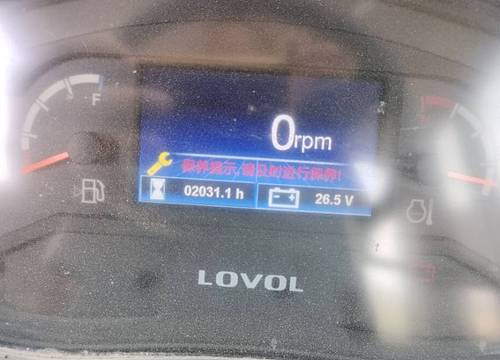 F
0rpm
保养提示,请及时进行保养!
02031.1 h
26.5 V
LOVOL